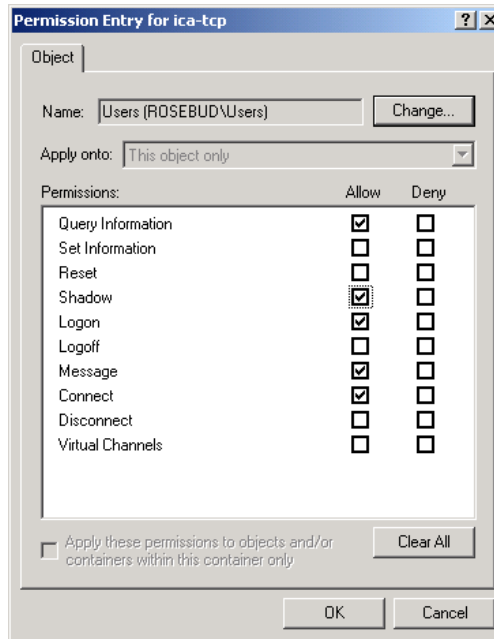 Permission Entry for ica-tcp
Object
Name: Users (ROSEBUD\Users) Change...
Apply onto: This object only
Permissions: Allow Deny
Query Information
Set Information
Reset
Shadow
Logon
Logoff
Message
Connect
Disconnect
Virtual Channels
Apply these permissions to objects and/or
containers within this container only
Clear All
OK Cancel